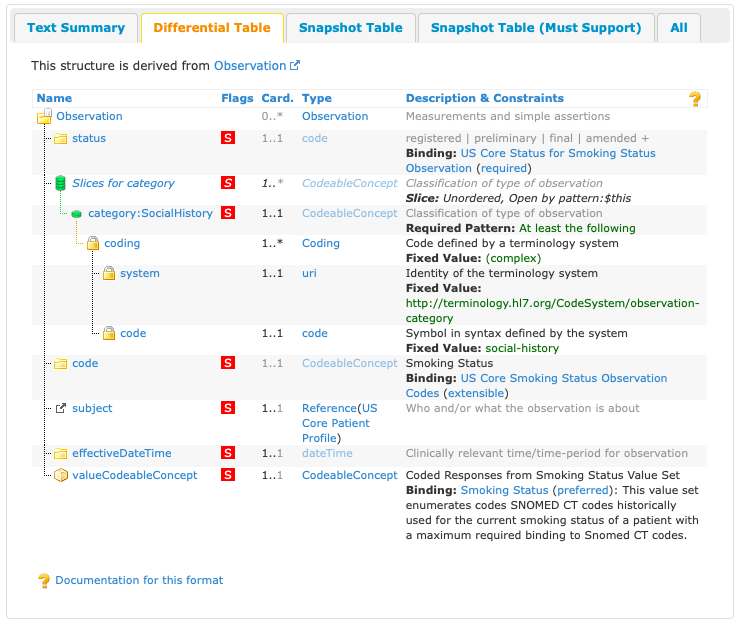 Text Summary Differential Table Snapshot Table Snapshot Table (Must Support) All
This structure is derived from Observation
Name Flags Card. Type Description & Constraints ?
Observation 0..* Observation Measurements and simple assertions
status S 1..1 code registered | preliminary | final | amended +
Binding: US Core Status for Smoking Status
Observation (required)
Slices for category S 1..* CodeableConcept Classification of type of observation
Slice: Unordered, Open by pattern:$this
category:SocialHistory S 1..1 CodeableConcept Classification of type of observation
Required Pattern: At least the following
coding 1..* Coding Code defined by a terminology system
Fixed Value: (complex)
system 1..1 uri Identity of the terminology system
Fixed Value:
http://terminology.hl7.org/CodeSystem/observation-
category
code 1..1 code Symbol in syntax defined by the system
Fixed Value: social-history
code S 1..1 CodeableConcept Smoking Status
Binding: US Core Smoking Status Observation
Codes (extensible)
subject S 1..1 Reference(US Who and/or what the observation is about
Core Patient
Profile)
effectiveDateTime S 1..1 dateTime Clinically relevant time/time-period for observation
valueCodeableConcept S 1..1 CodeableConcept Coded Responses from Smoking Status Value Set
Binding: Smoking Status (preferred): This value set
enumerates codes SNOMED CT codes historically
used for the current smoking status of a patient with
a maximum required binding to Snomed CT codes.
? Documentation for this format